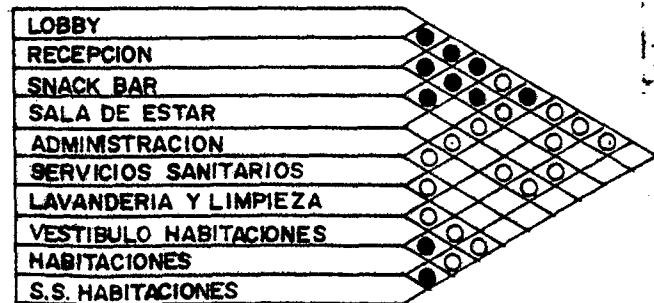 LOBBY
RECEPCION
SNACK BAR
SALA DE ESTAR
ADMINISTRACION
SERVICIOS SANITARIOS
LAVANDERIA Y LIMPIEZA
VESTIBULO HABITACIONES
HABITACIONES
S.S. HABITACIONES